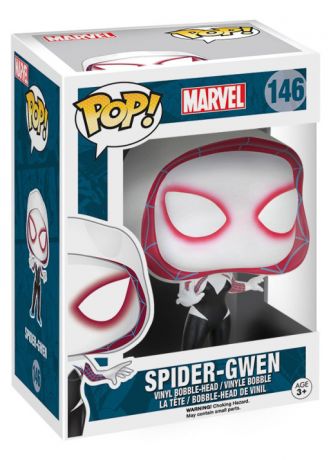 POP!
POP!
MARVEL
146
SPIDER-GWEN
SPIDER-GWEN
VINYL BOBBLE-HEAD / VINYLE BOBBLE
LA TÊTE / BOBBLE-HEAD DE VINIL
WARNING! Choking Hazard.
May contain small parts.
AGE
3+